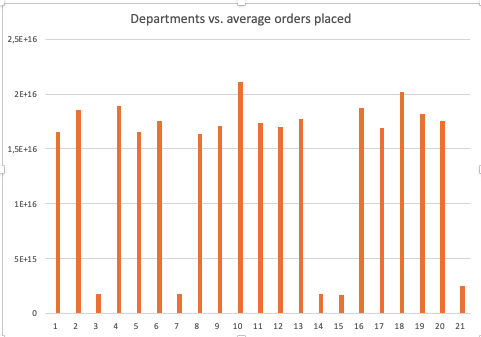 Departments vs. average orders placed
2,5E+16
2E+16
1,5E+16
1E+16
5E+15
0
1 2 3 4 5 6 7 8 9 10 11 12 13 14 15 16 17 18 19 20 21